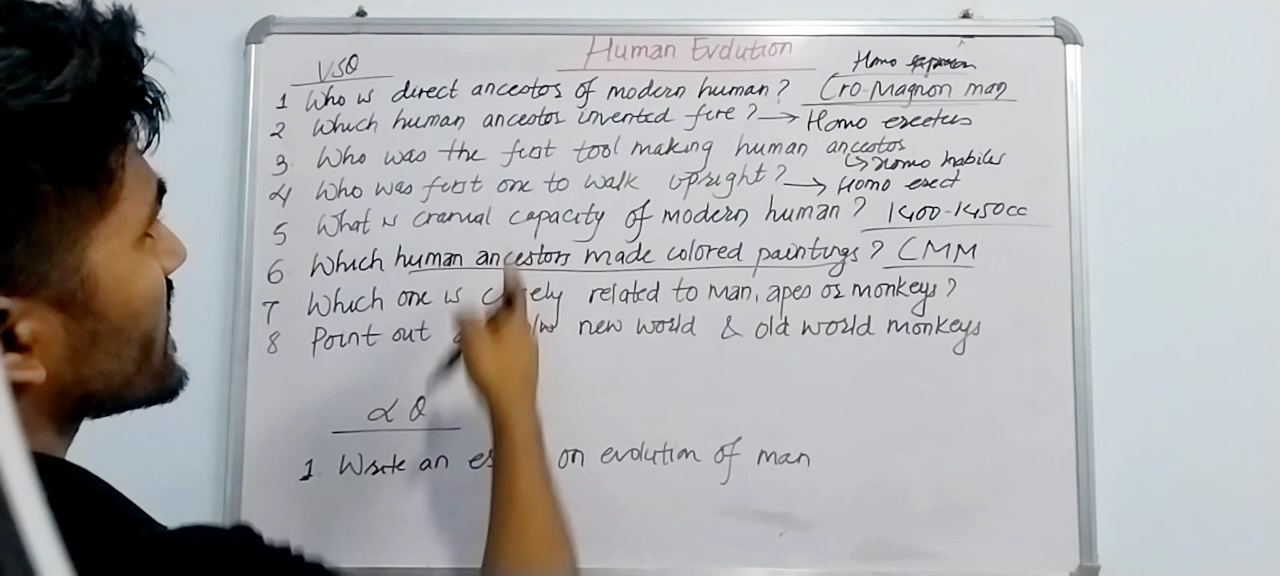 Human Evolution
VSQ
Homo
1 Who is direct ancestor of modern human? Cro-Magnon man
2 Which human ancestor invented fire? → Homo erectus
3 Who was the first tool making human ancestor
↳ Homo habilis
4 Who was first one to walk upright? → Homo erect
5 What is cranial capacity of modern human? 1400-1450cc
6 Which human ancestors made colored paintings? CMM
7 Which one is related to man, apes or monkeys?
8 Point out new world & old world monkeys
LQ
1 Write an on evolution of man